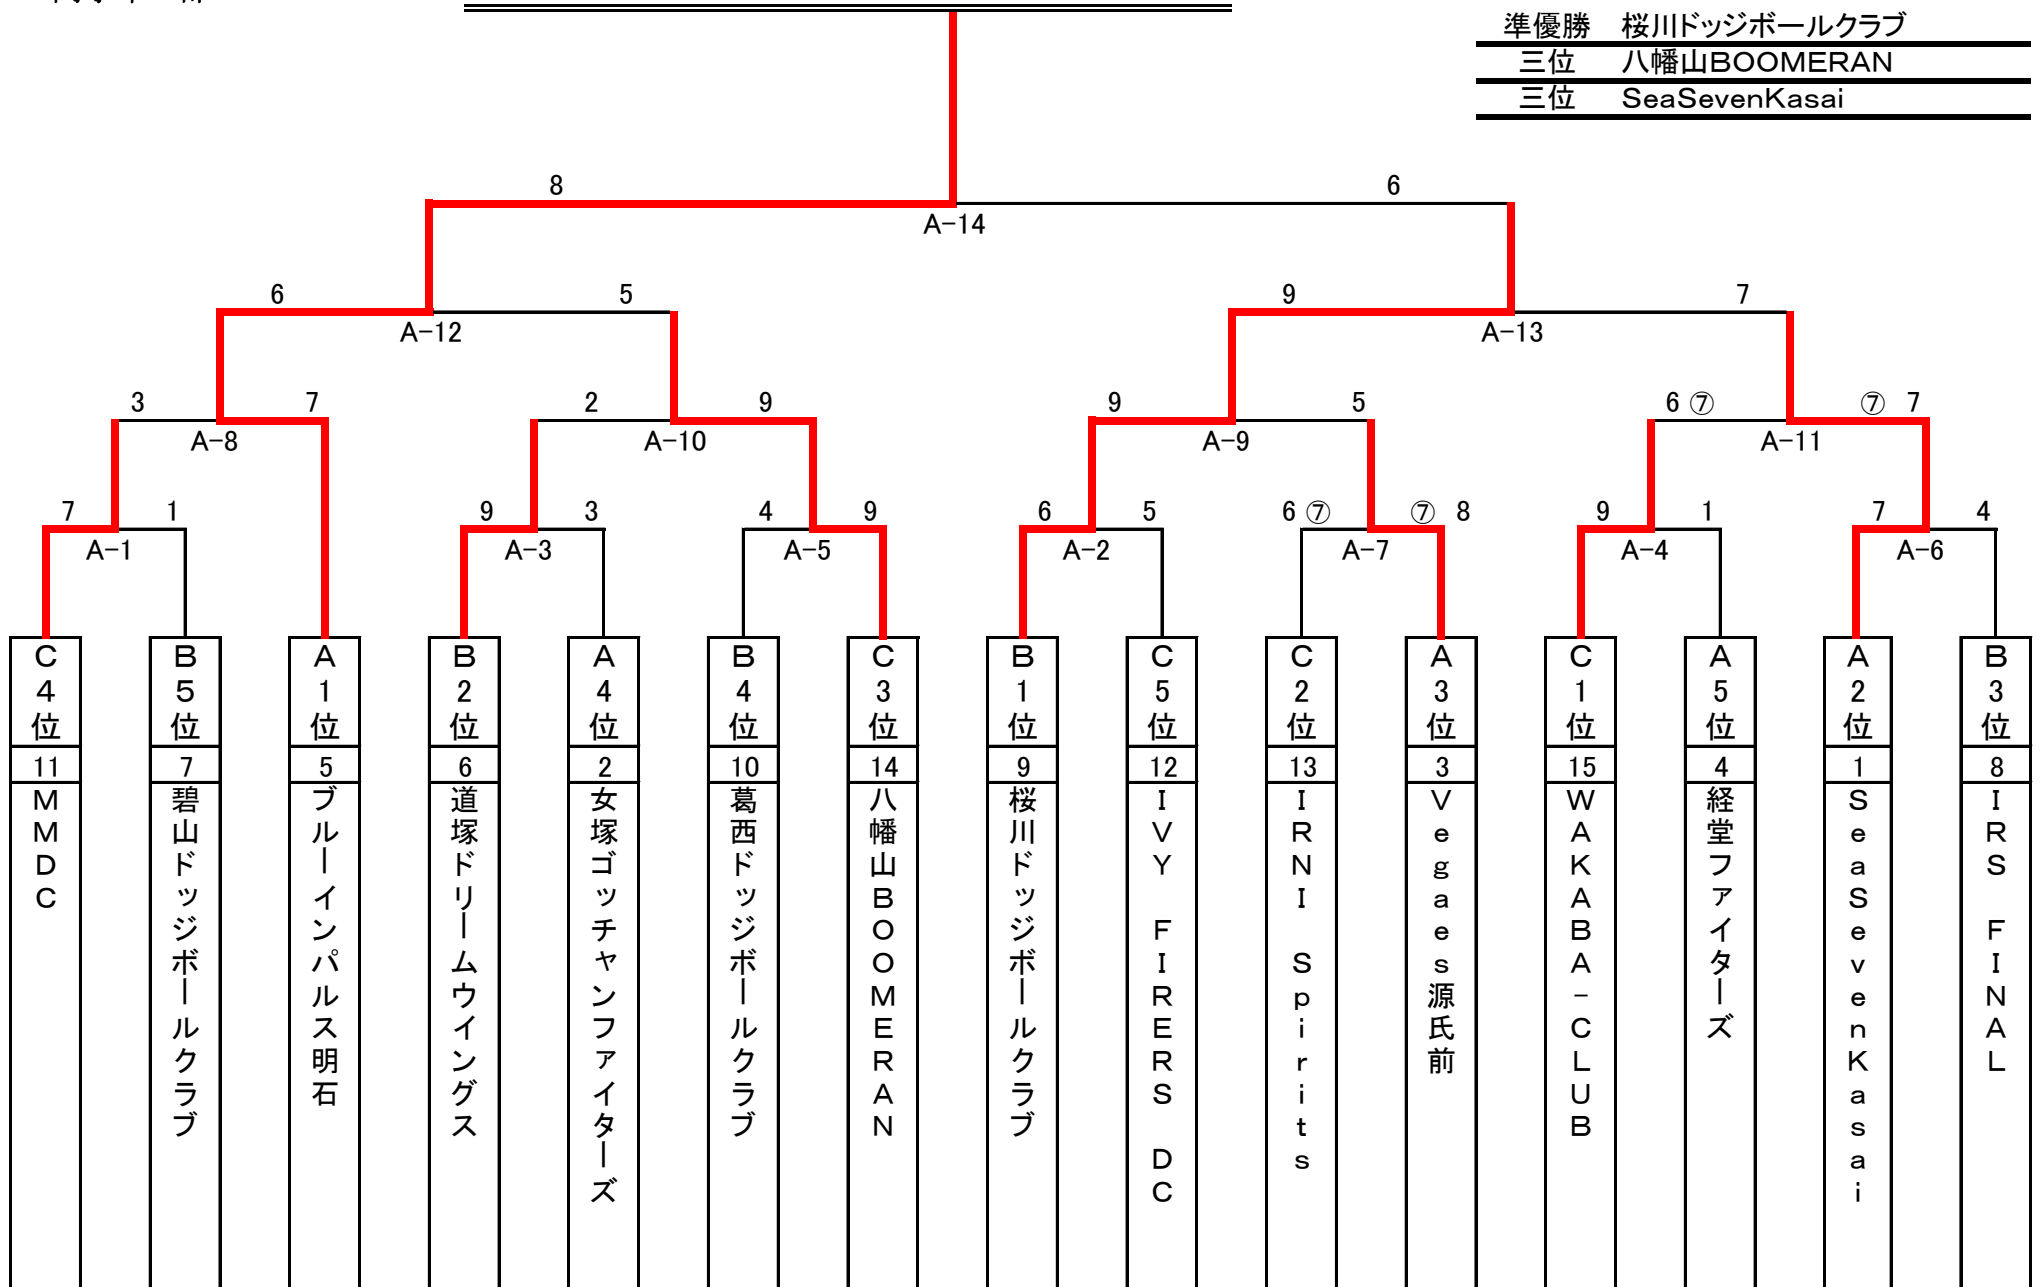 準優勝 桜川ドッジボールクラブ
三位 八幡山BOOMERAN
三位 SeaSevenKasai
8 6
A-14
6 5 9 7
A-12 A-13
3 7 2 9 9 5 6 ⑦ ⑦ 7
A-8 A-10 A-9 A-11
7 1 9 3 4 9 6 5 6 ⑦ ⑦ 8 9 1 7 4
A-1 A-3 A-5 A-2 A-7 A-4 A-6
C4位 B5位 A1位 B2位 A4位 B4位 C3位 B1位 C5位 C2位 A3位 C1位 A5位 A2位 B3位
11 7 5 6 2 10 14 9 12 13 3 15 4 1 8
MMDC
碧山ドッジボールクラブ
ブルーインパルス明石
道塚ドリームウイングス
女塚ゴッチャンファイターズ
葛西ドッジボールクラブ
八幡山BOOMERAN
桜川ドッジボールクラブ
IVY FIRERS DC
IRNI Spirits
Vegaes源氏前
WAKABA-CLUB
経堂ファイターズ
SeaSevenKasai
IRS FINAL